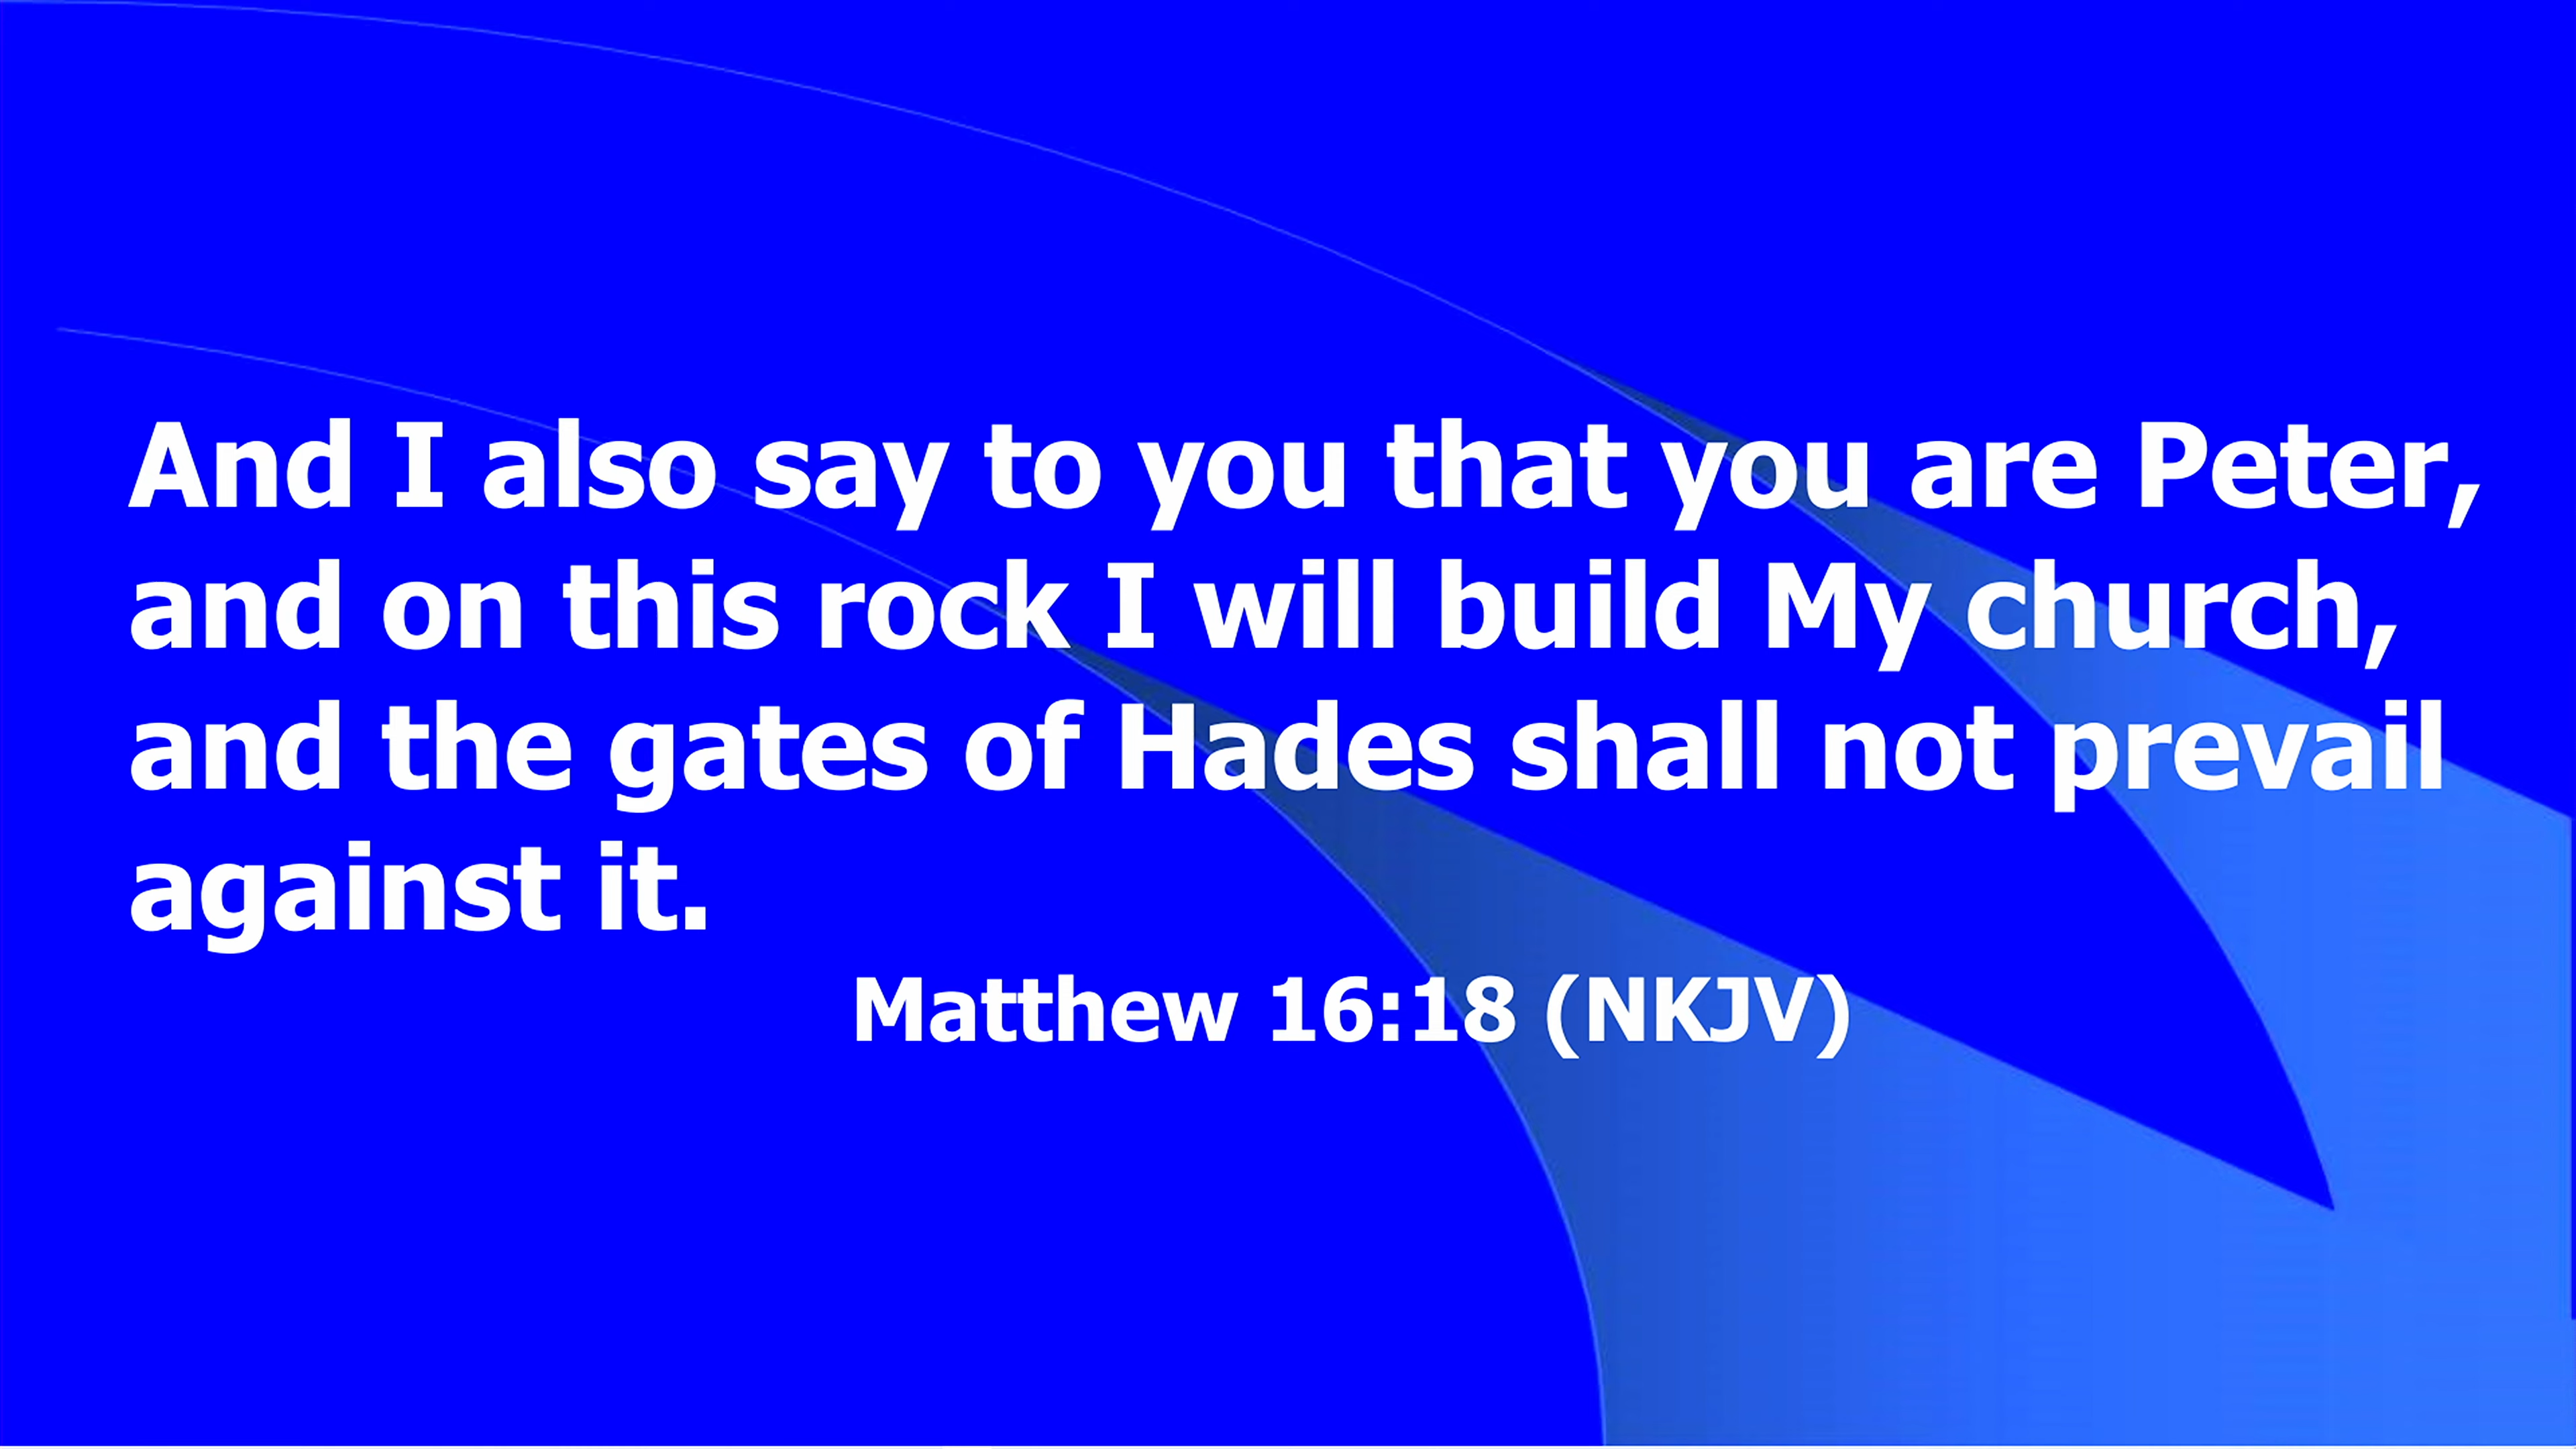 And I also say to you that you are Peter,
and on this rock I will build My church,
and the gates of Hades shall not prevail
against it.
Matthew 16:18 (NKJV)